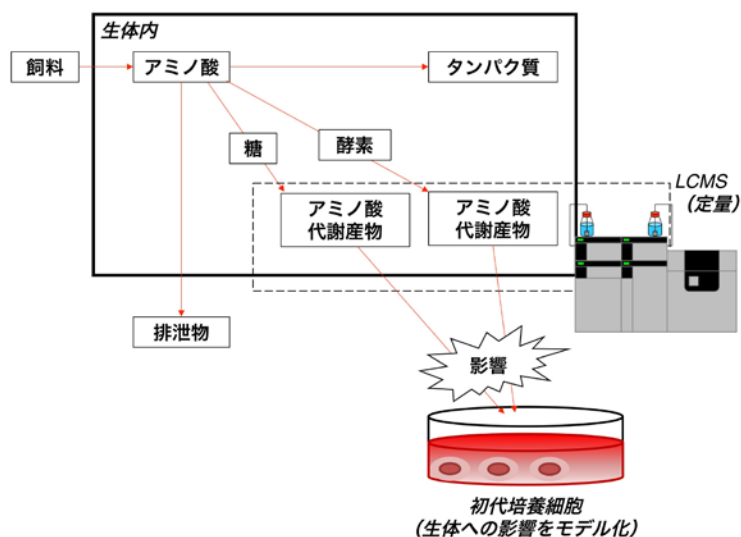 生体内
飼料
アミノ酸
タンパク質
糖
酵素
LCMS
（定量）
アミノ酸
代謝産物
アミノ酸
代謝産物
排泄物
影響
初代培養細胞
（生体への影響をモデル化）